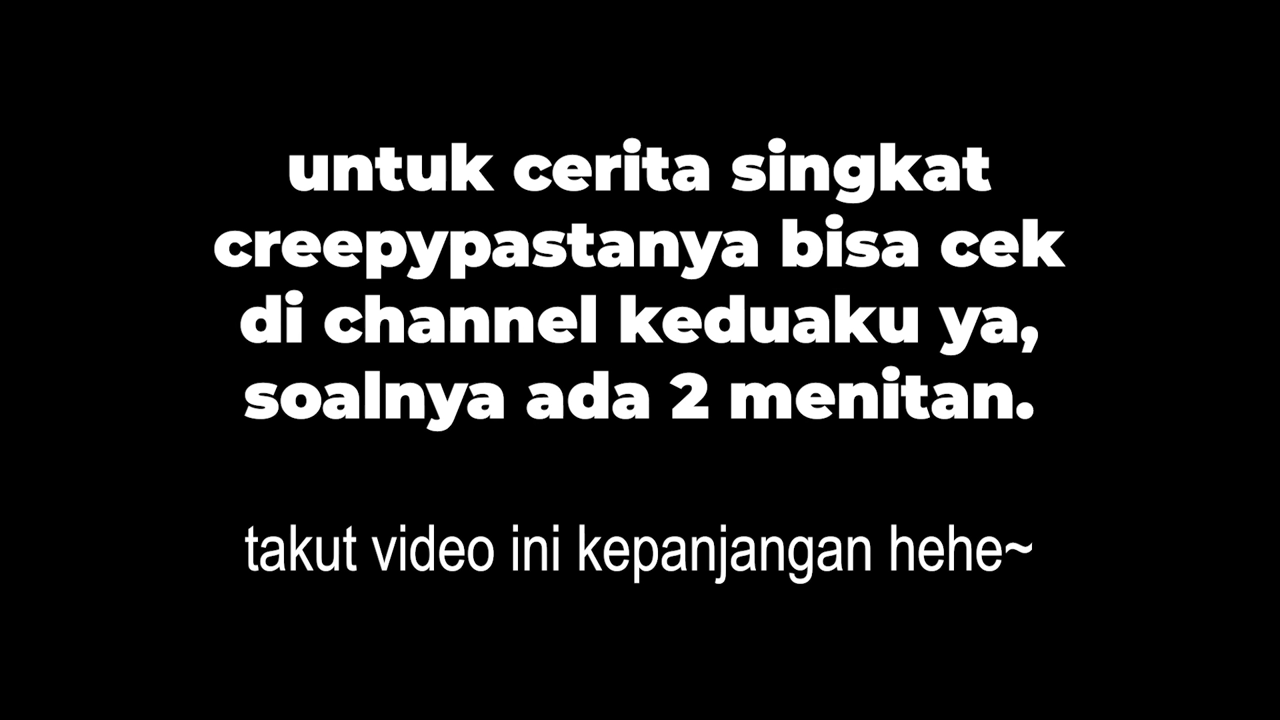 untuk cerita singkat
creepypastanya bisa cek
di channel keduaku ya,
soalnya ada 2 menitan.
takut video ini kepanjangan hehe~